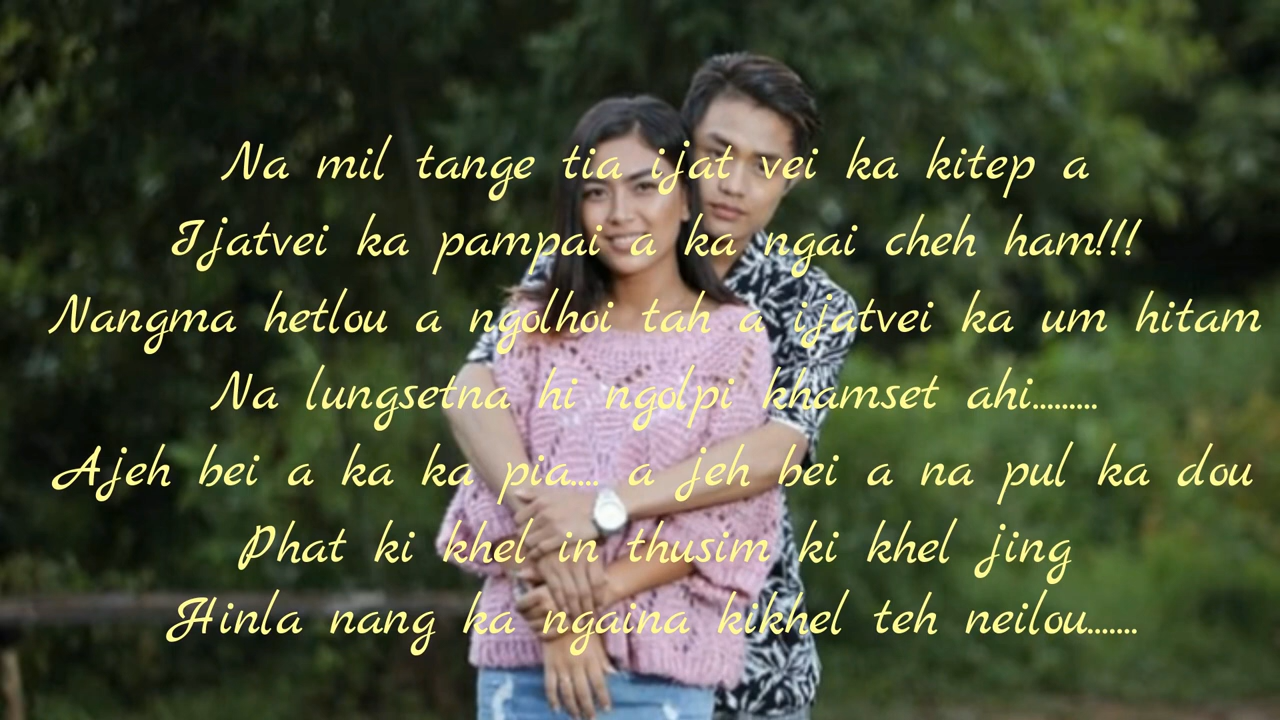 Na mil tange tia ijat vei ka kitep a
Ijatvei ka pampai a ka ngai cheh ham!!!
Nangma hetlou a ngolhoi tah a ijatvei ka um hitam
Na lungsetna hi ngolpi khamset ahi.........
Ajeh bei a ka ka pia.... a jeh bei a na pul ka dou
Phat ki khel in thusim ki khel jing
Hinla nang ka ngaina kikhel teh neilou.......